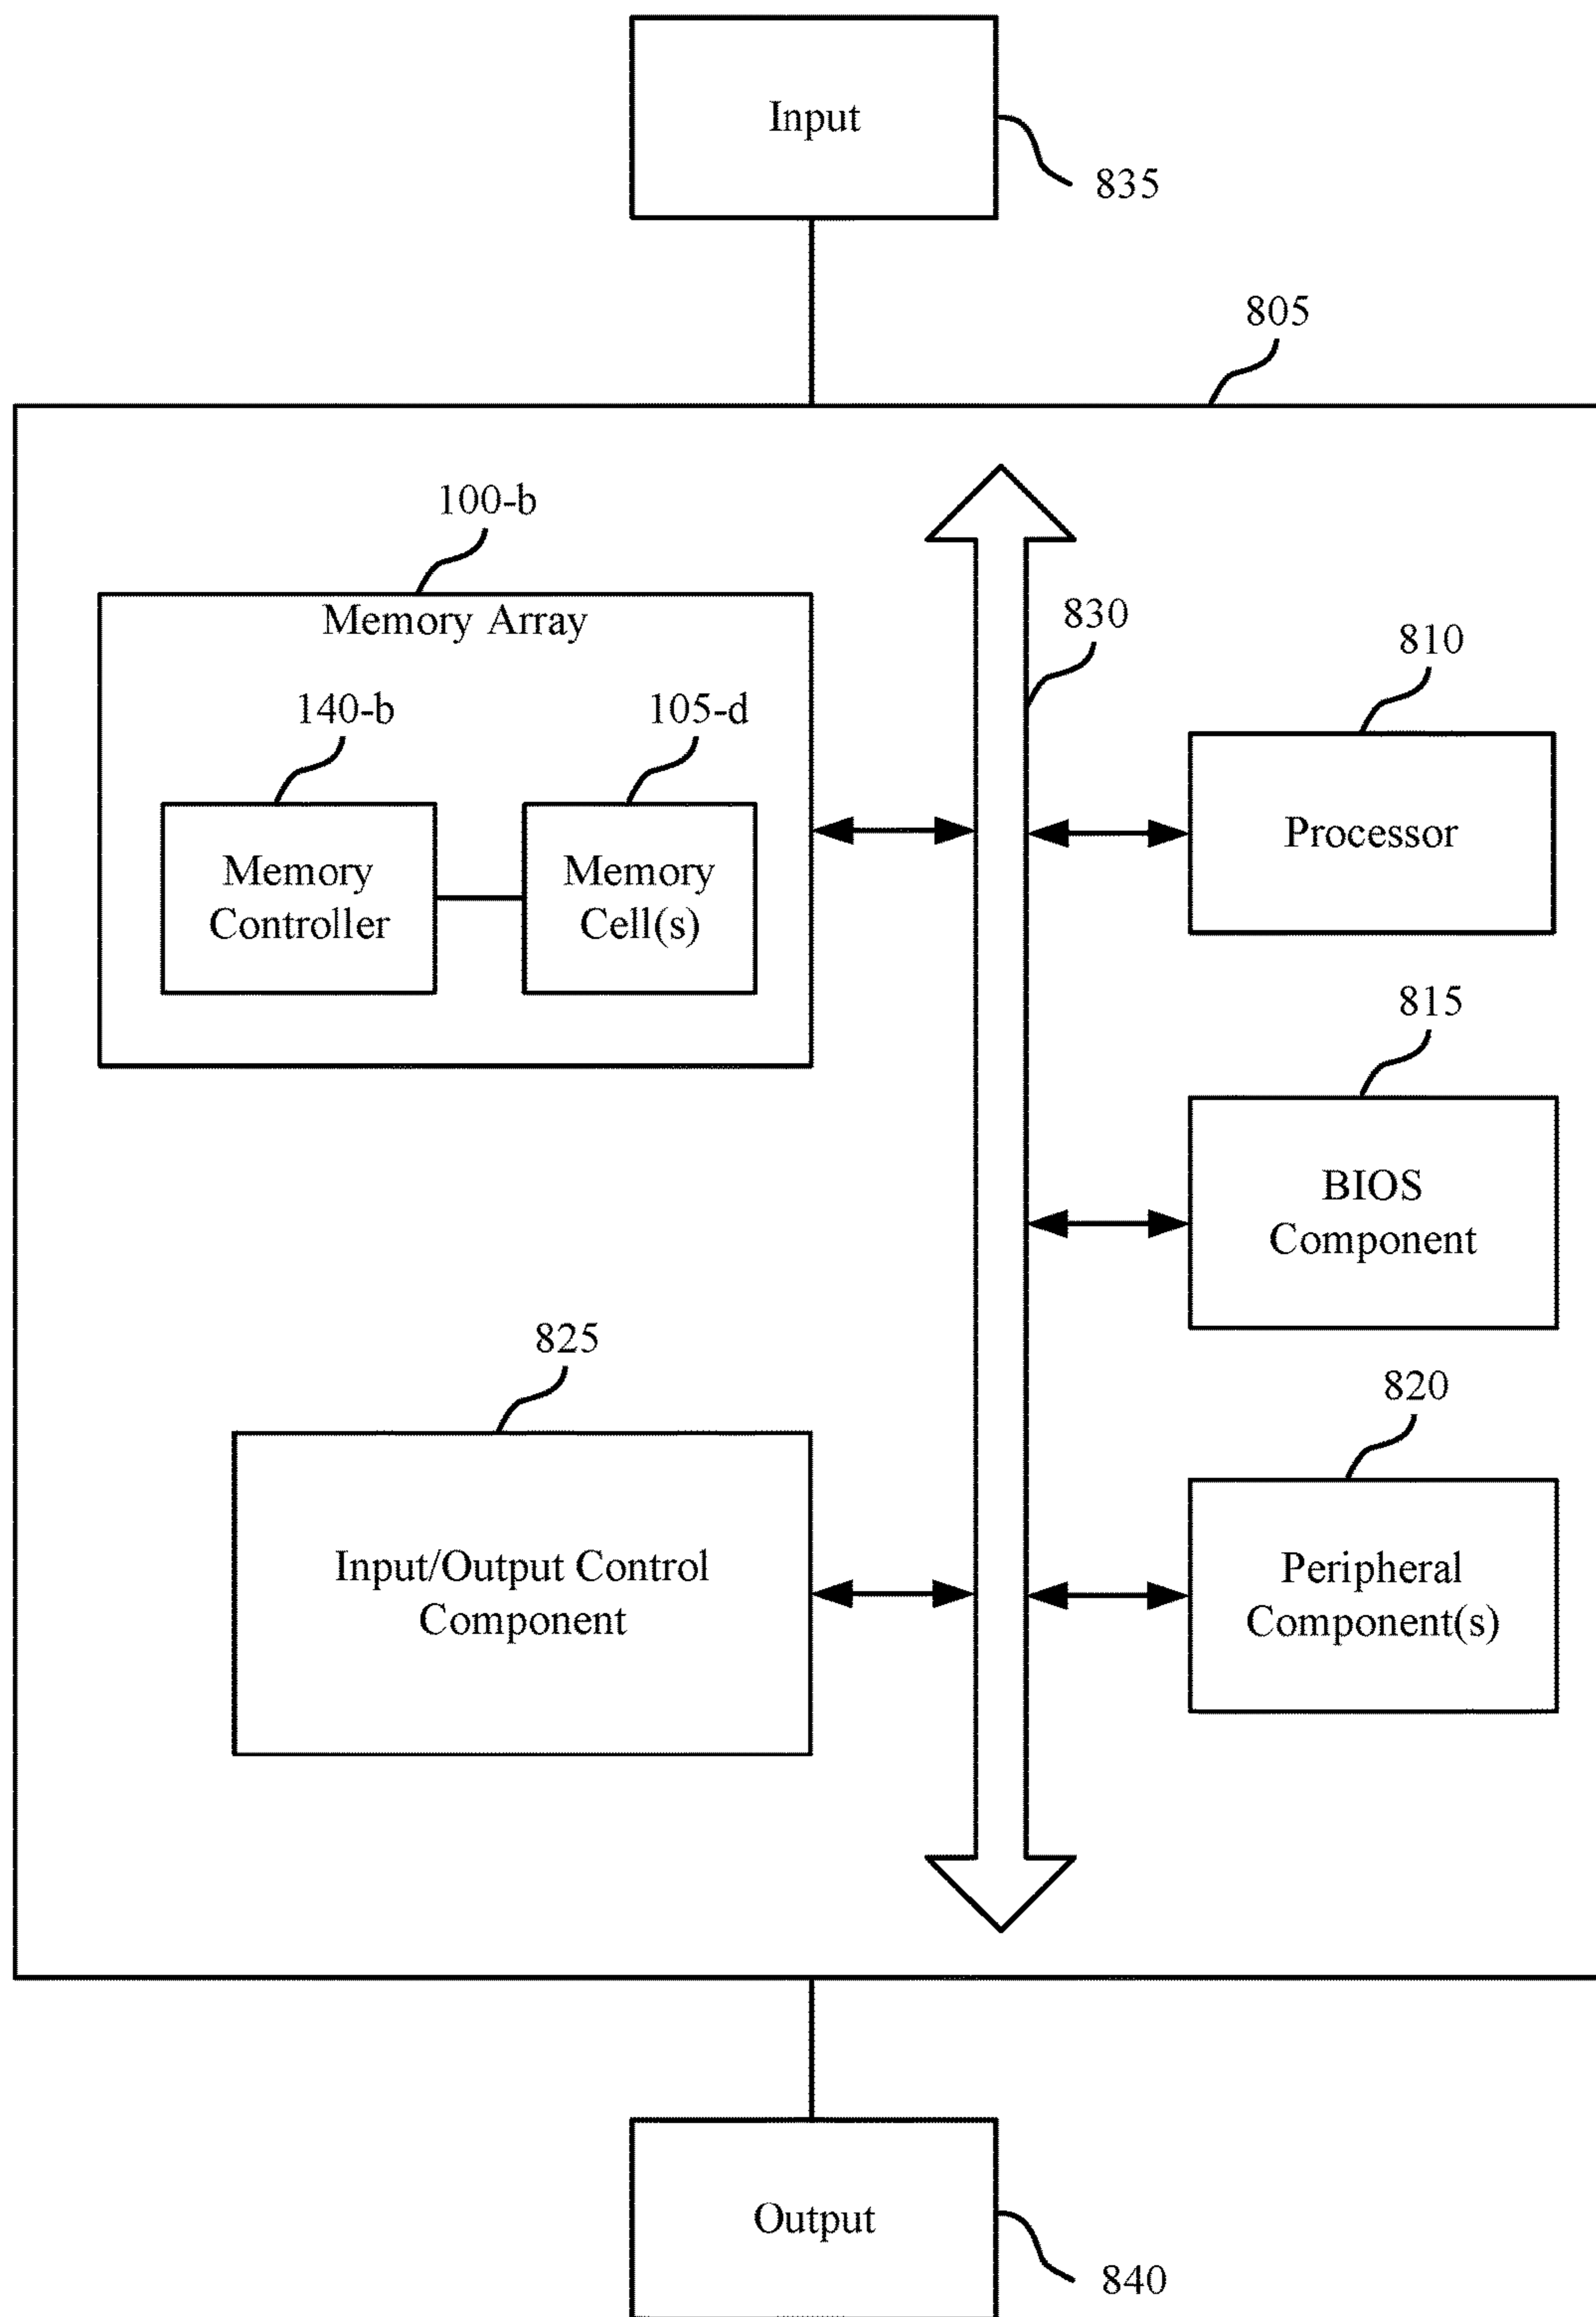 Input
835
805
100-b
Memory Array
830
810
140-b
105-d
Memory
Controller
Memory
Cell(s)
Processor
815
BIOS
Component
825
820
Input/Output Control
Component
Peripheral
Component(s)
Output
840